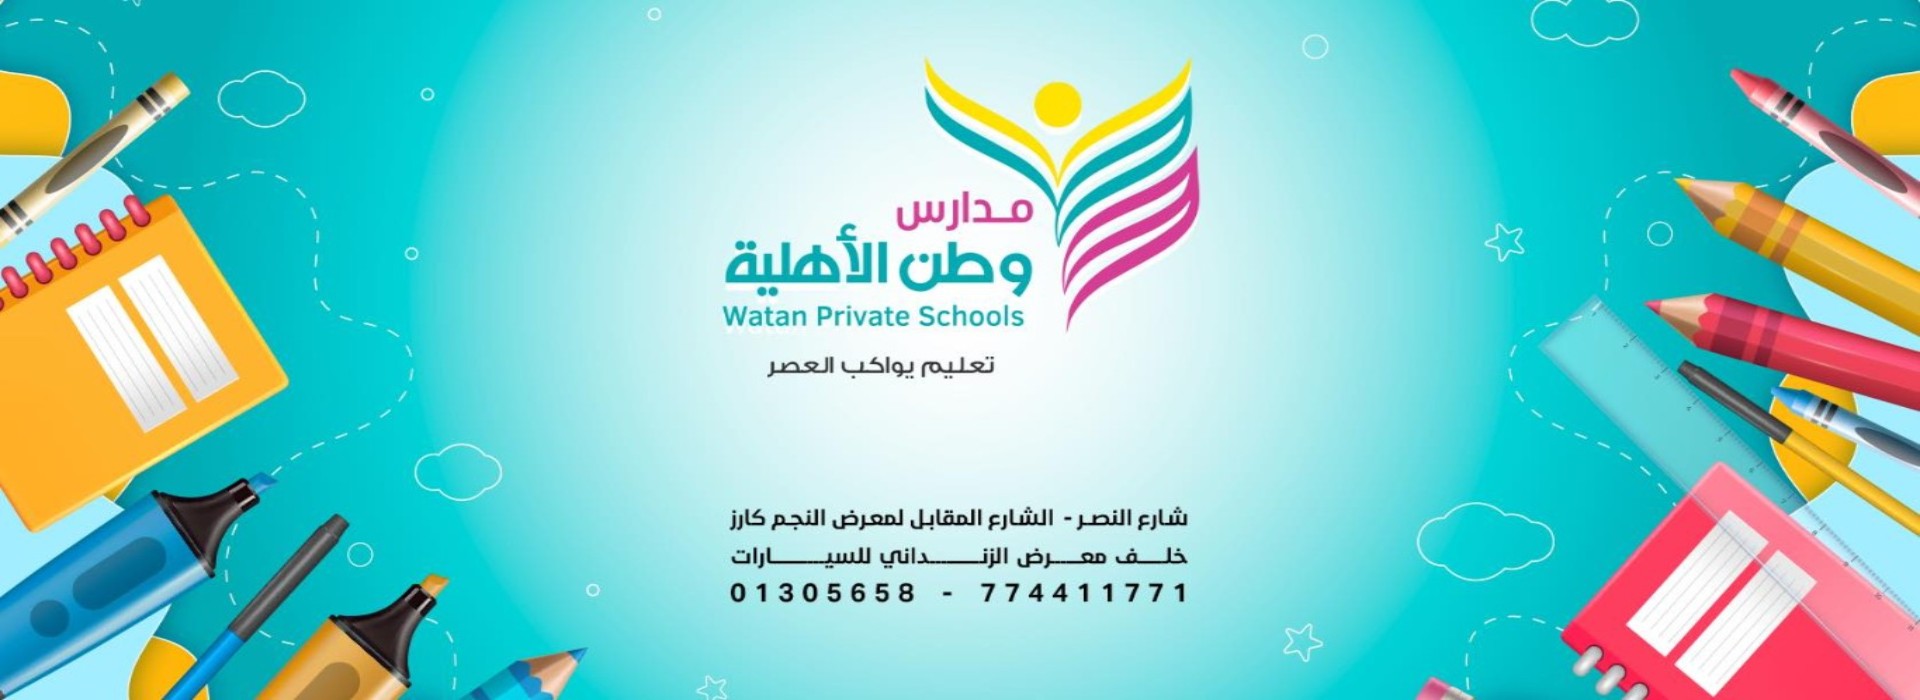 مدارس
وطن الأهلية
Watan Private Schools
تعليم يواكب العصر
شارع النصر - الشارع المقابل لمعرض النجم كارز
خلف معرض الزنداني للسيارات
01305658 - 774411771